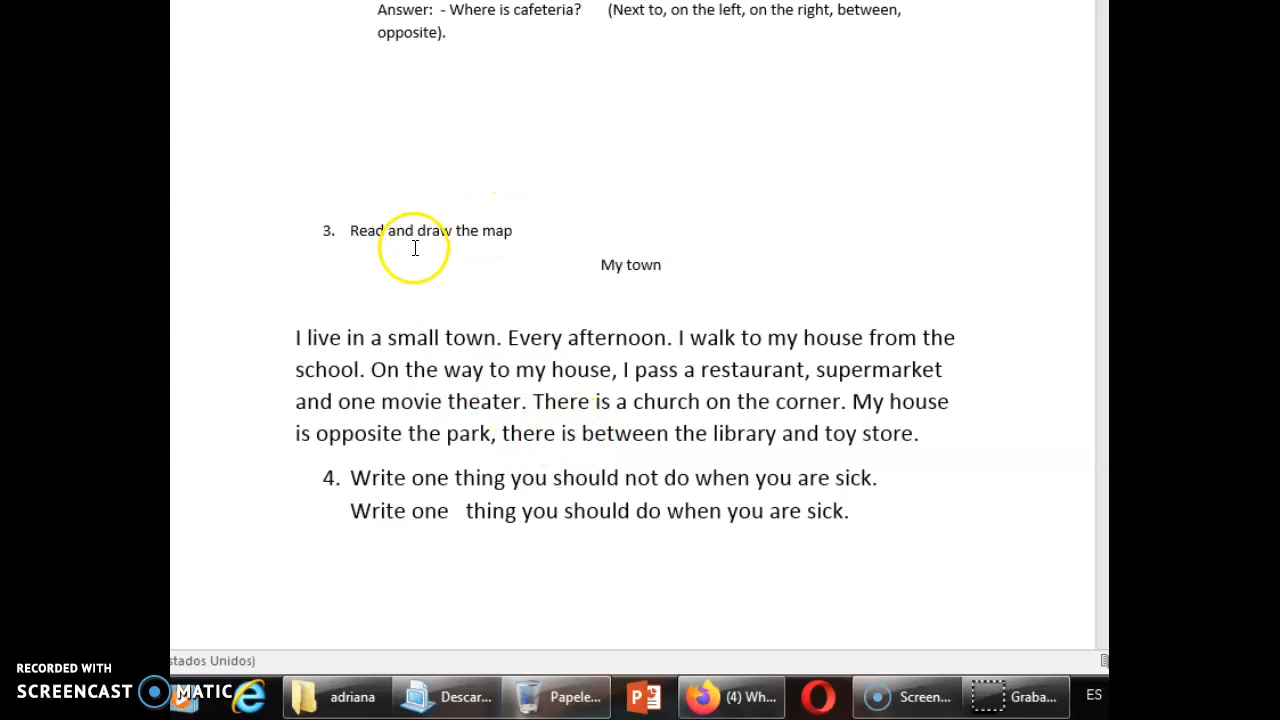 Answer: - Where is cafeteria? (Next to, on the left, on the right, between,
opposite).
3. Read and draw the map
My town
I live in a small town. Every afternoon. I walk to my house from the
school. On the way to my house, I pass a restaurant, supermarket
and one movie theater. There is a church on the corner. My house
is opposite the park, there is between the library and toy store.
4. Write one thing you should not do when you are sick.
Write one thing you should do when you are sick.
stados Unidos)
RECORDED WITH
SCREENCAST MATIC
adriana
Descar...
Papele...
(4) Wh...
Screen...
Graba...
ES